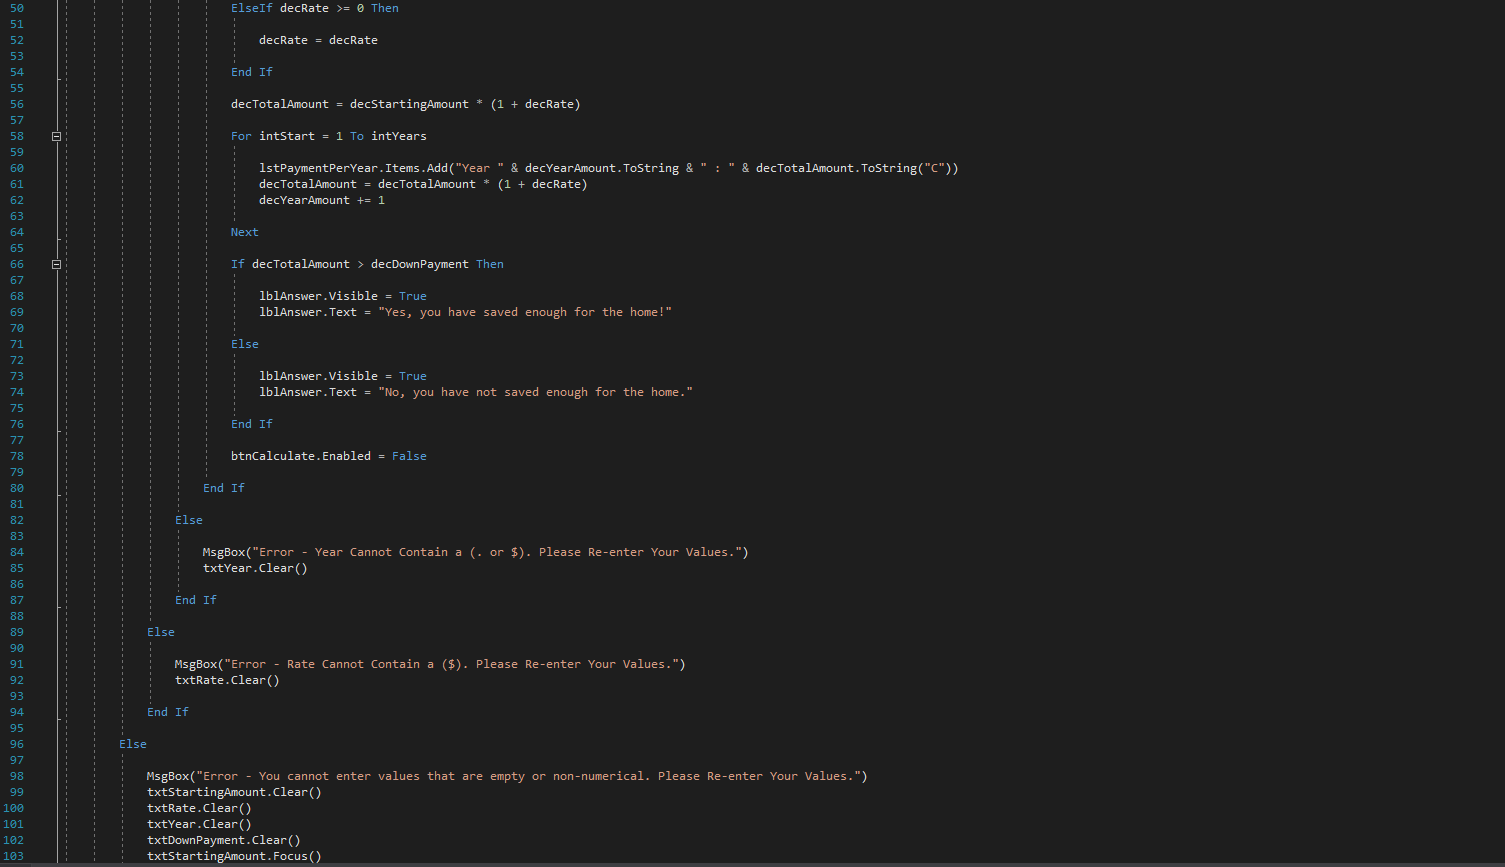 50 ElseIf decRate >= 0 Then
51
52 decRate = decRate
53
54 End If
55
56 decTotalAmount = decStartingAmount * (1 + decRate)
57
58 For intStart = 1 To intYears
59
60 lstPaymentPerYear.Items.Add("Year " & decYearAmount.ToString & " : " & decTotalAmount.ToString("C"))
61 decTotalAmount = decTotalAmount * (1 + decRate)
62 decYearAmount += 1
63
64 Next
65
66 If decTotalAmount > decDownPayment Then
67
68 lblAnswer.Visible = True
69 lblAnswer.Text = "Yes, you have saved enough for the home!"
70
71 Else
72
73 lblAnswer.Visible = True
74 lblAnswer.Text = "No, you have not saved enough for the home."
75
76 End If
77
78 btnCalculate.Enabled = False
79
80 End If
81
82 Else
83
84 MsgBox("Error - Year Cannot Contain a (. or $). Please Re-enter Your Values.")
85 txtYear.Clear()
86
87 End If
88
89 Else
90
91 MsgBox("Error - Rate Cannot Contain a ($). Please Re-enter Your Values.")
92 txtRate.Clear()
93
94 End If
95
96 Else
97
98 MsgBox("Error - You cannot enter values that are empty or non-numerical. Please Re-enter Your Values.")
99 txtStartingAmount.Clear()
100 txtRate.Clear()
101 txtYear.Clear()
102 txtDownPayment.Clear()
103 txtStartingAmount.Focus()